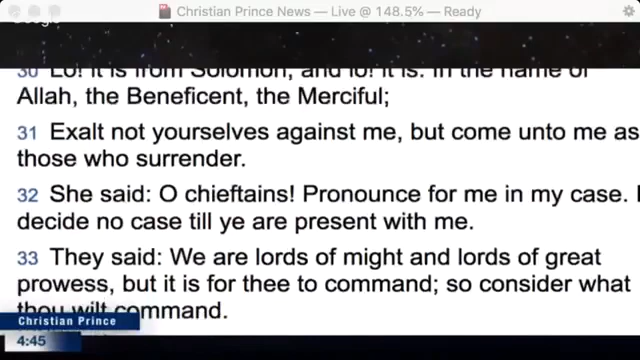 Christian Prince News — Live @ 148.5% — Ready
30 Lo! it is from Solomon, and lo! it is: In the name of
Allah, the Beneficent, the Merciful;
31 Exalt not yourselves against me, but come unto me as
those who surrender.
32 She said: O chieftains! Pronounce for me in my case.
decide no case till ye are present with me.
33 They said: We are lords of might and lords of great
prowess, but it is for thee to command; so consider what
thou wilt command.
Christian Prince
4:45